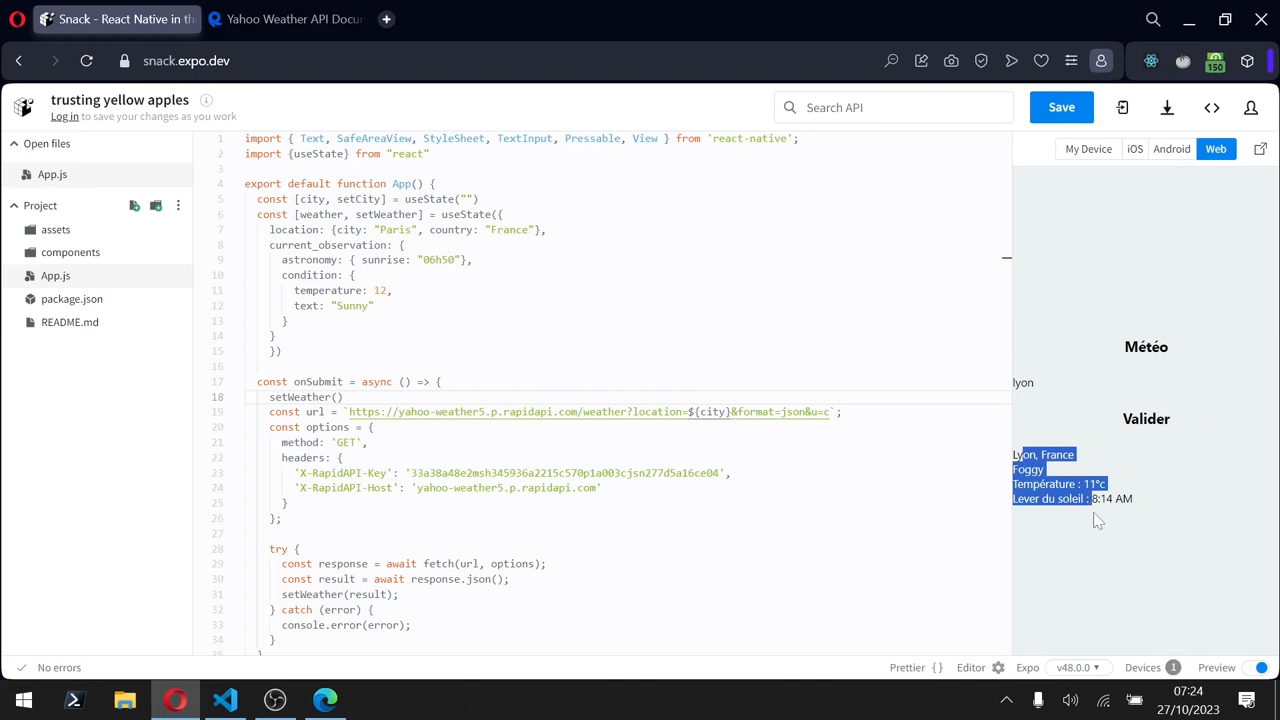 Snack - React Native in th
Yahoo Weather API Docu
snack.expo.dev
150
trusting yellow apples
Log in to save your changes as you work
Search API
Save
Open files
App.js
Project
assets
components
App.js
package.json
README.md
1 import { Text, SafeAreaView, StyleSheet, TextInput, Pressable, View } from 'react-native';
2 import {useState} from "react"
3
4 export default function App() {
5 const [city, setCity] = useState("")
6 const [weather, setWeather] = useState({
7 location: {city: "Paris", country: "France"},
8 current_observation: {
9 astronomy: { sunrise: "06h50"},
10 condition: {
11 temperature: 12,
12 text: "Sunny"
13 }
14 }
15 })
16
17 const onSubmit = async () => {
18 setWeather()
19 const url = `https://yahoo-weather5.p.rapidapi.com/weather?location=${city}&format=json&u=c`;
20 const options = {
21 method: 'GET',
22 headers: {
23 'X-RapidAPI-Key': '33a38a48e2msh345936a2215c570p1a003cjsn277d5a16ce04',
24 'X-RapidAPI-Host': 'yahoo-weather5.p.rapidapi.com'
25 }
26 };
27
28 try {
29 const response = await fetch(url, options);
30 const result = await response.json();
31 setWeather(result);
32 } catch (error) {
33 console.error(error);
34 }
35 }
My Device iOS Android Web
Météo
lyon
Valider
Lyon, France
Foggy
Température : 11°c
Lever du soleil : 8:14 AM
No errors
Prettier {} Editor Expo v48.0.0 Devices 1 Preview
07:24
27/10/2023